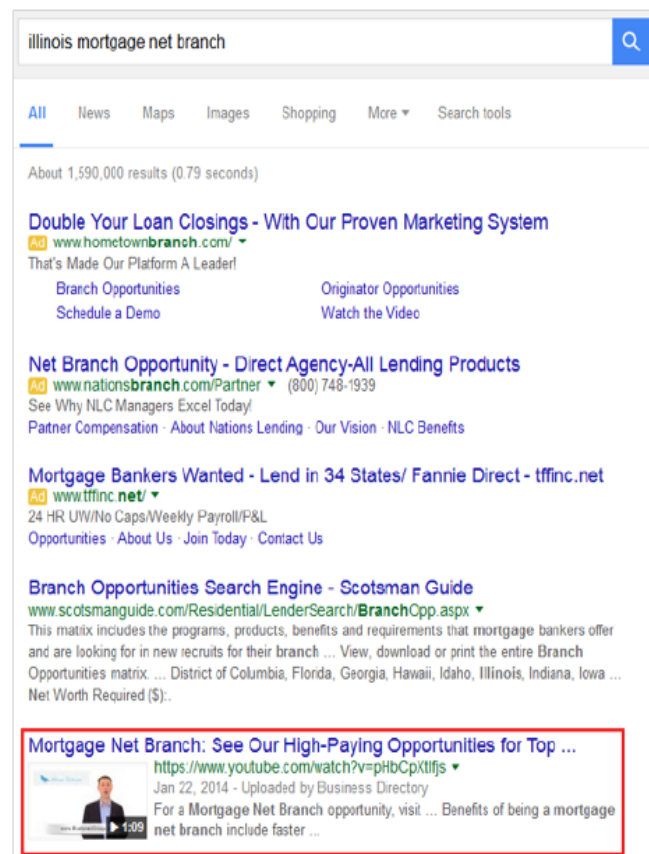 illinois mortgage net branch
All News Maps Images Shopping More ▼ Search tools
About 1,590,000 results (0.79 seconds)
Double Your Loan Closings - With Our Proven Marketing System
Ad www.hometownbranch.com/ ▼
That's Made Our Platform A Leader!
Branch Opportunities Originator Opportunities
Schedule a Demo Watch the Video
Net Branch Opportunity - Direct Agency-All Lending Products
Ad www.nationsbranch.com/Partner ▼ (800) 748-1939
See Why NLC Managers Excel Today!
Partner Compensation · About Nations Lending · Our Vision · NLC Benefits
Mortgage Bankers Wanted - Lend in 34 States/ Fannie Direct - tffinc.net
Ad www.tffinc.net/ ▼
24 HR UW/No Caps/Weekly Payroll/P&L
Opportunities · About Us · Join Today · Contact Us
Branch Opportunities Search Engine - Scotsman Guide
www.scotsmanguide.com/Residential/LenderSearch/BranchOpp.aspx ▼
This matrix includes the programs, products, benefits and requirements that mortgage bankers offer
and are looking for in new recruits for their branch ... View, download or print the entire Branch
Opportunities matrix. ... District of Columbia, Florida, Georgia, Hawaii, Idaho, Illinois, Indiana, Iowa ...
Net Worth Required ($):.
Mortgage Net Branch: See Our High-Paying Opportunities for Top ...
https://www.youtube.com/watch?v=pHbCpXtlfjs ▼
Jan 22, 2014 - Uploaded by Business Directory
For a Mortgage Net Branch opportunity, visit ... Benefits of being a mortgage
▶ 1:09 net branch include faster ...